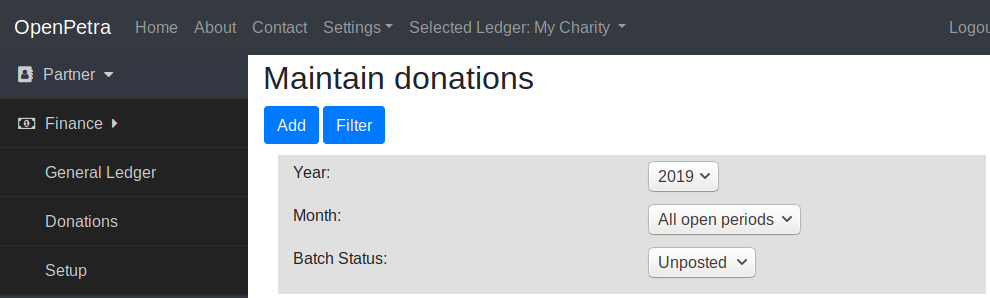 OpenPetra Home About Contact Settings Selected Ledger: My Charity Logou
Partner
Finance
General Ledger
Donations
Setup
Maintain donations
Add Filter
Year: 2019
Month: All open periods
Batch Status: Unposted